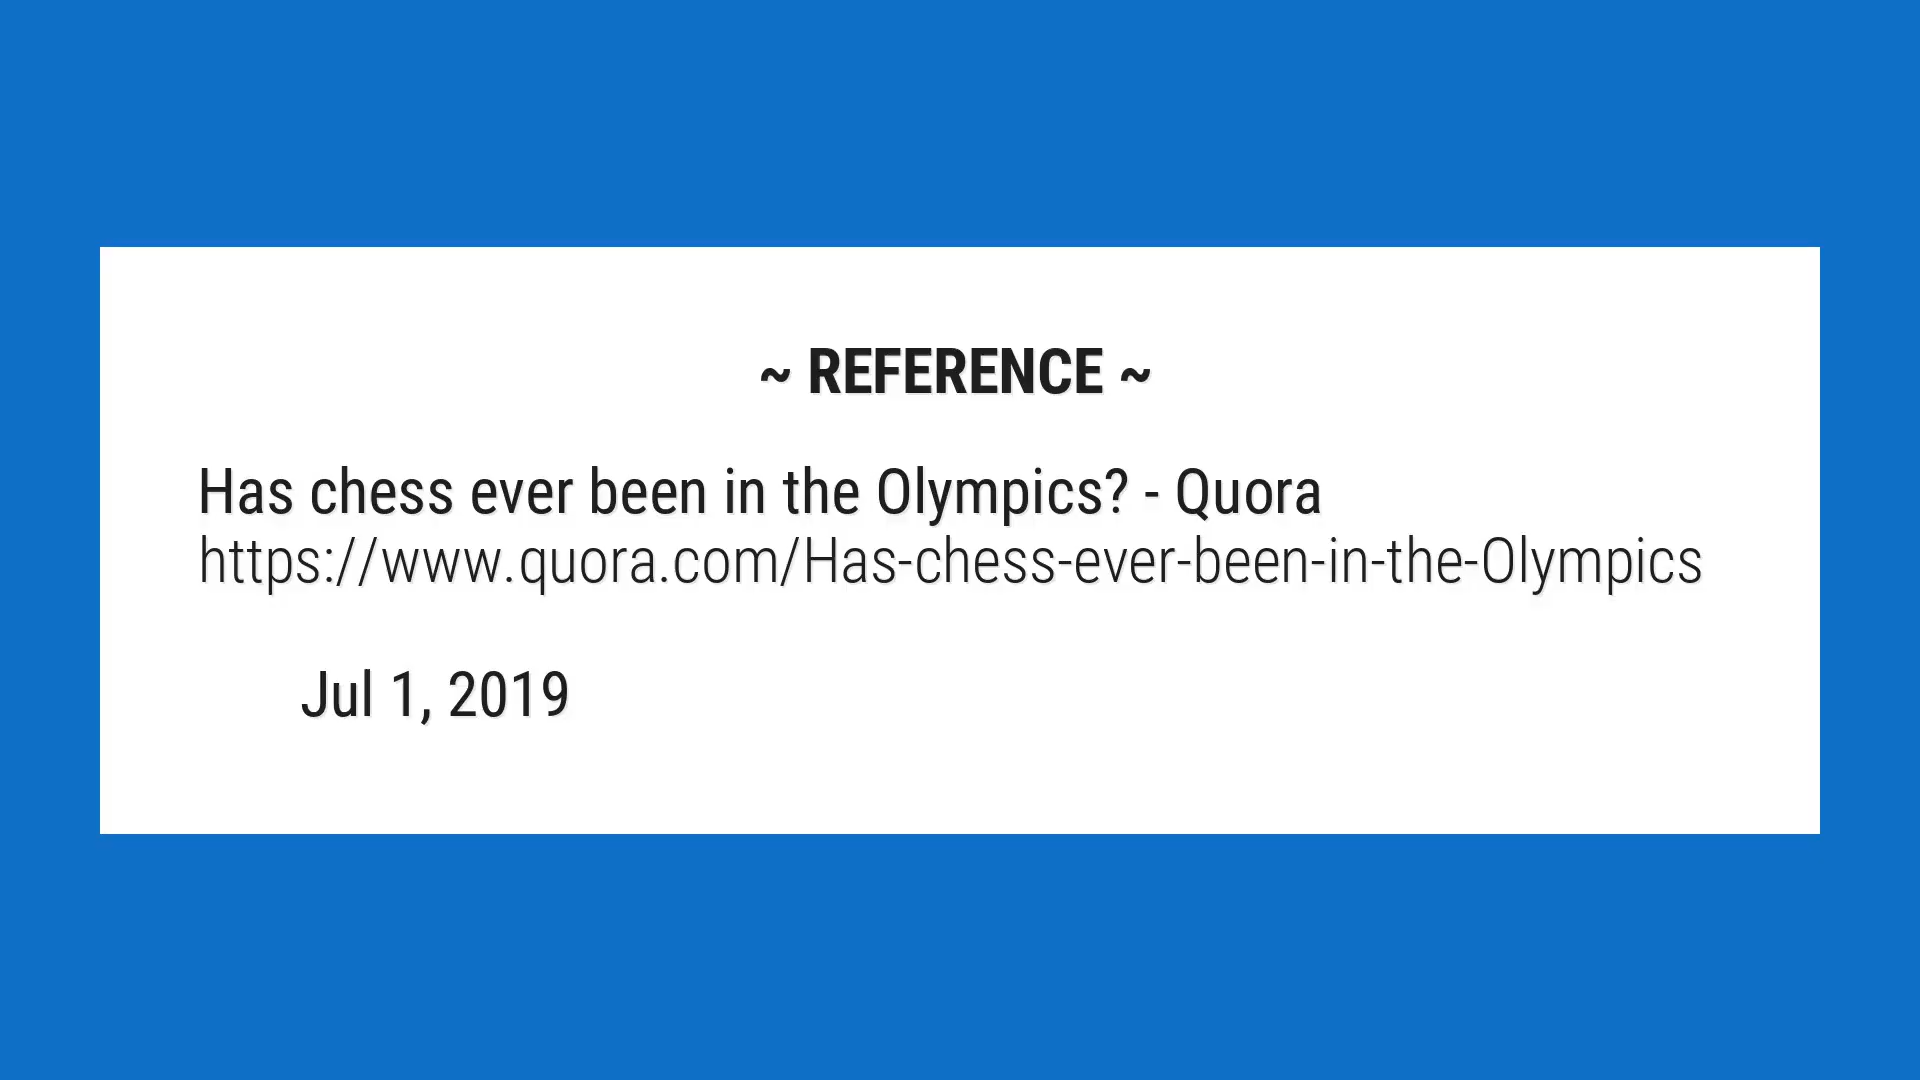 ~ REFERENCE ~
Has chess ever been in the Olympics? - Quora
https://www.quora.com/Has-chess-ever-been-in-the-Olympics
Jul 1, 2019